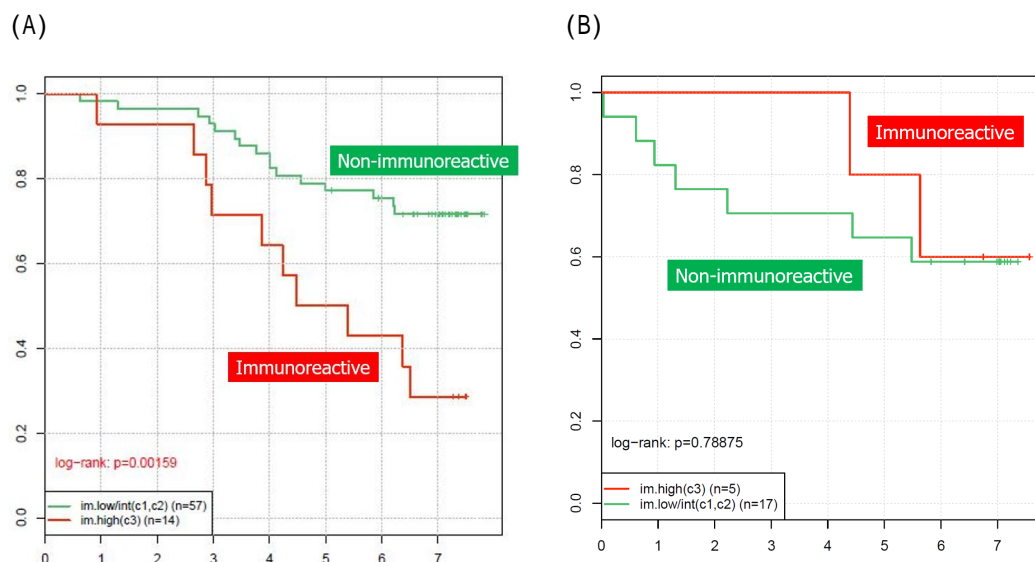 (A)
(B)
1.0
0.8
0.6
0.4
0.2
0.0
Non-immunoreactive
Immunoreactive
log-rank: p=0.00159
im.low/int(c1,c2) (n=57)
im.high(c3) (n=14)
0 1 2 3 4 5 6 7
1.0
0.8
0.6
0.4
0.2
0.0
Immunoreactive
Non-immunoreactive
log-rank: p=0.78875
im.high(c3) (n=5)
im.low/int(c1,c2) (n=17)
0 1 2 3 4 5 6 7